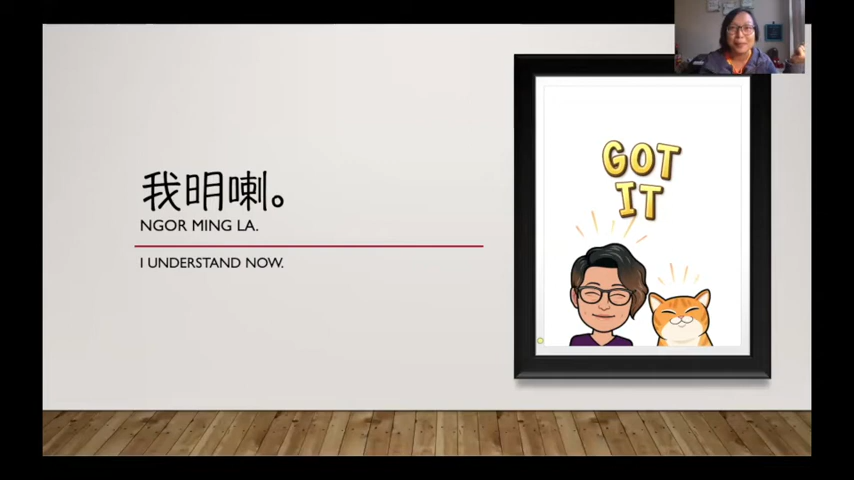 我明喇。
NGOR MING LA.
I UNDERSTAND NOW.
GOT
IT